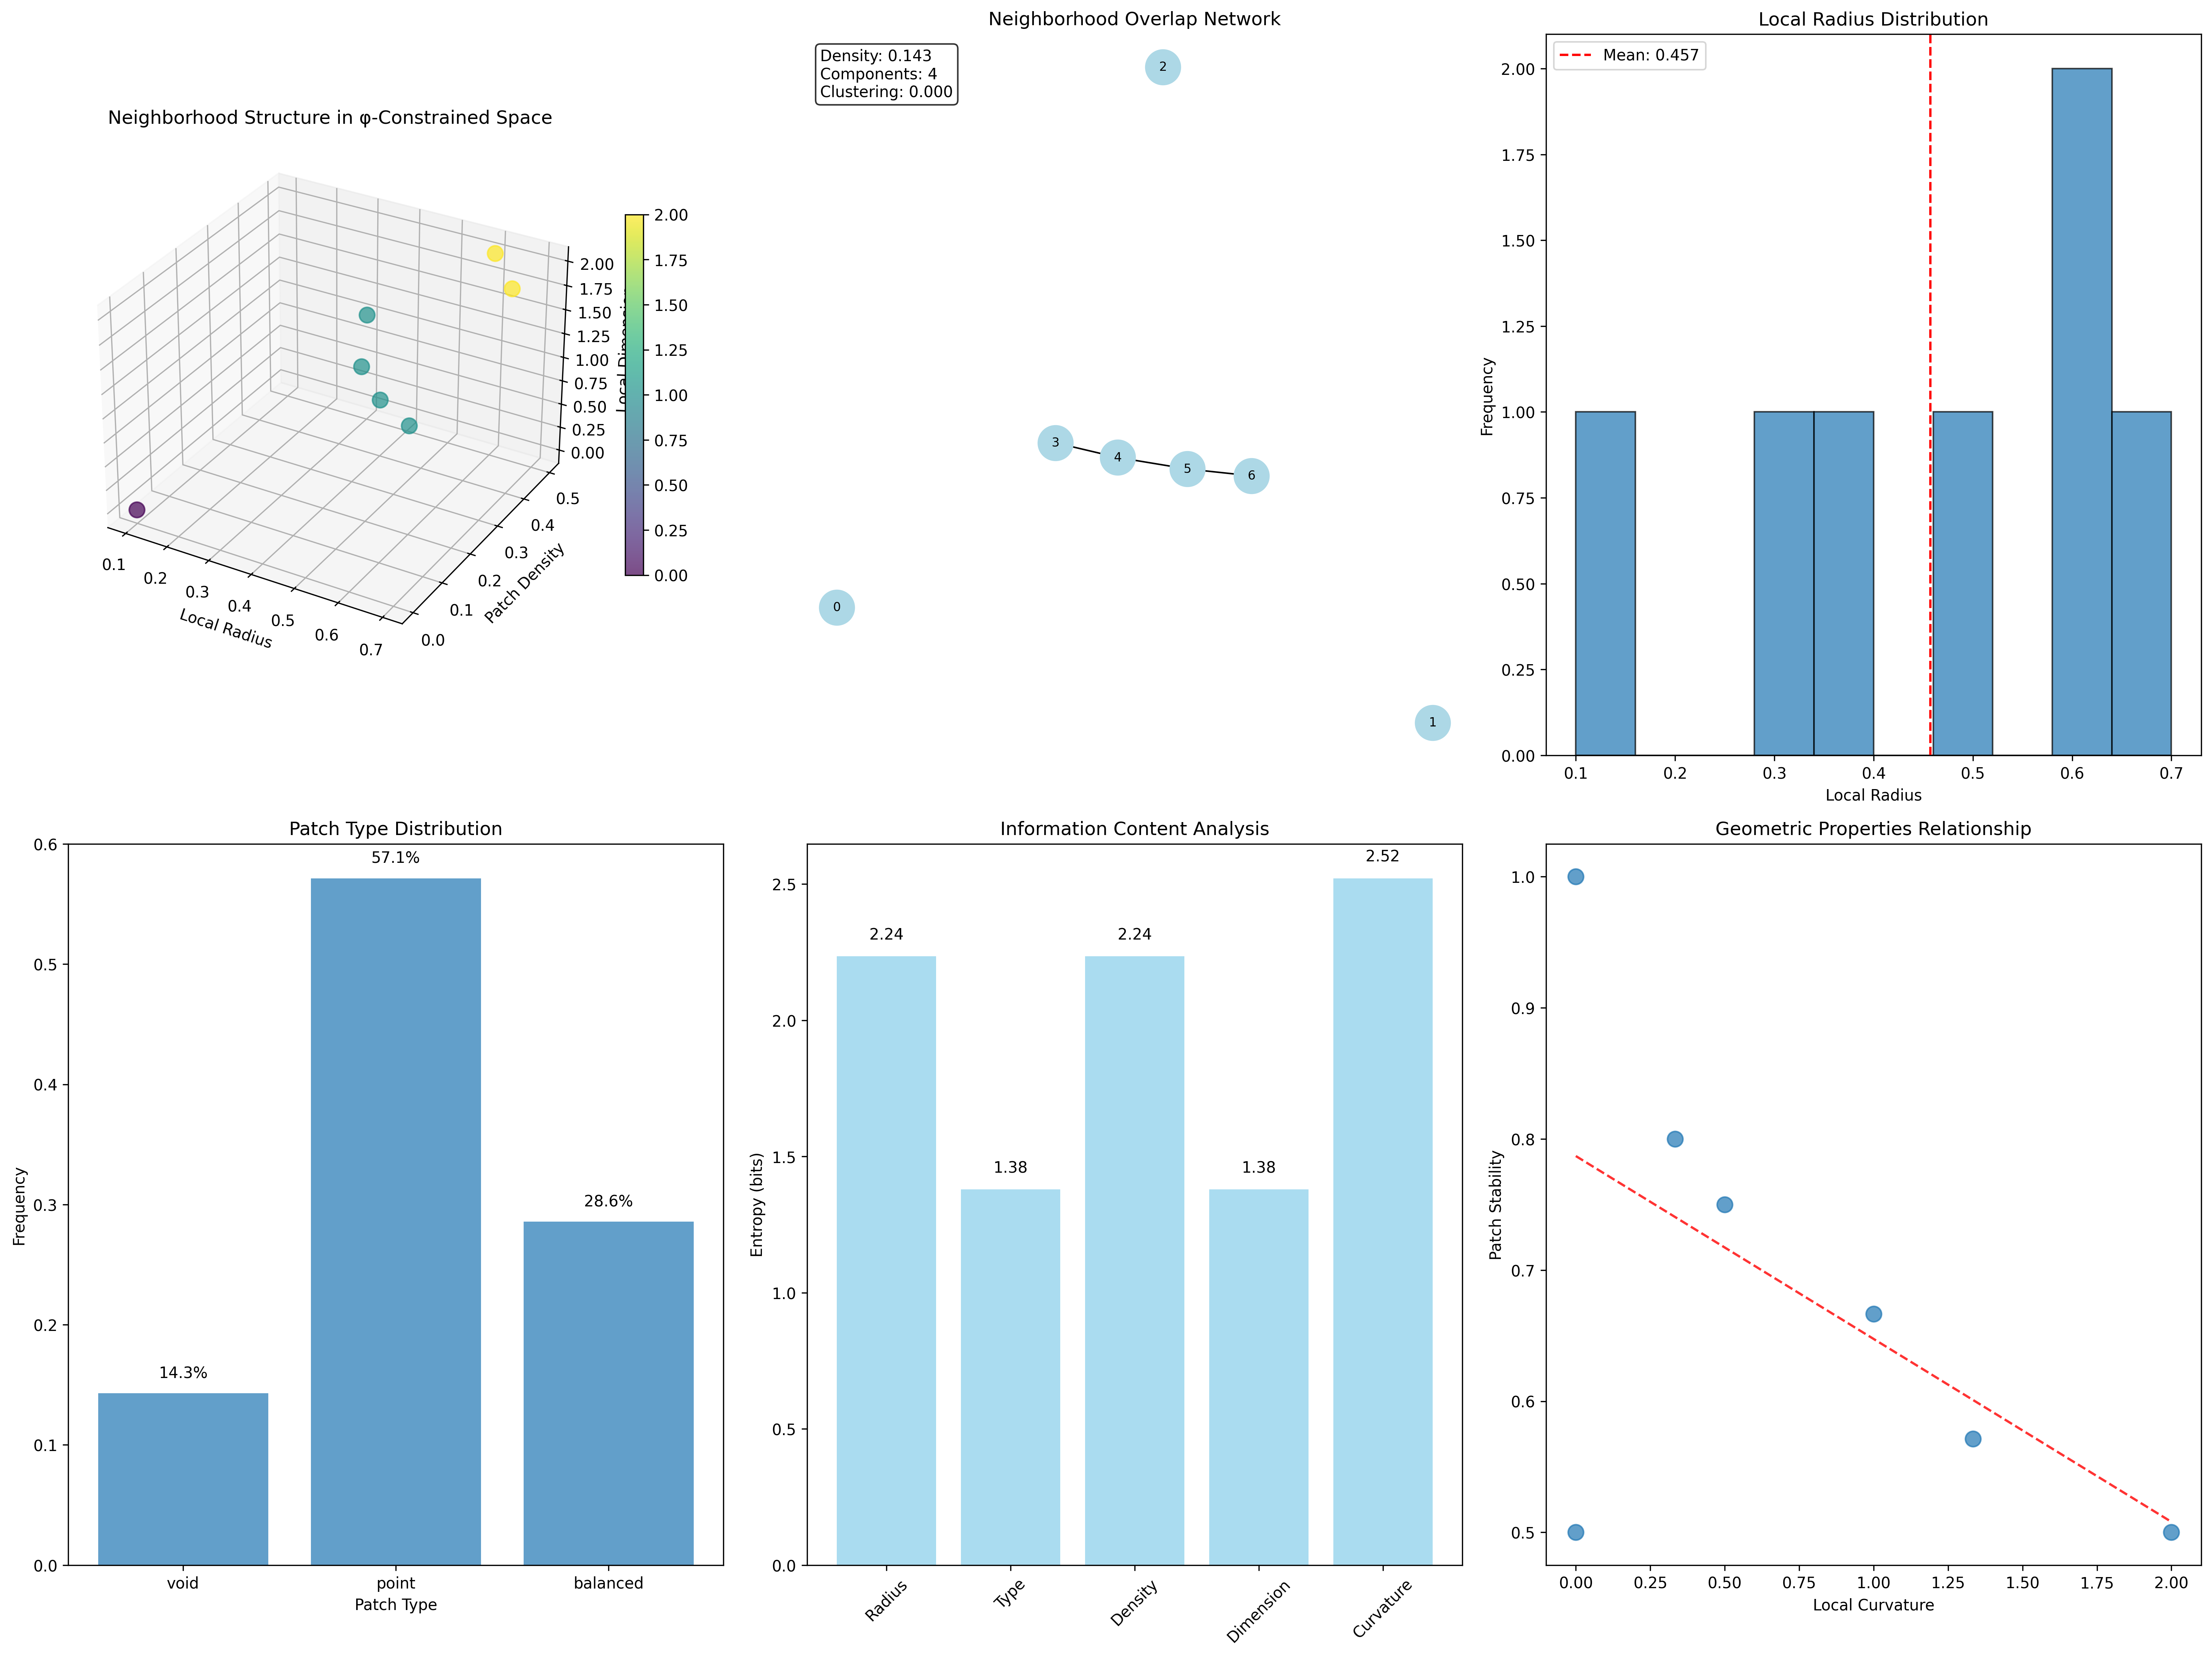 Neighborhood Structure in φ-Constrained Space
2.00
1.75
1.50
1.25
1.00
0.75
0.50
0.25
0.00
Local Dimension
0.5
0.4
0.3
0.2
0.1
0.0
Patch Density
0.1
0.2
0.3
0.4
0.5
0.6
0.7
Local Radius
2.00
1.75
1.50
1.25
1.00
0.75
0.50
0.25
0.00
Neighborhood Overlap Network
Density: 0.143
Components: 4
Clustering: 0.000
2
3
4
5
6
0
1
Local Radius Distribution
Mean: 0.457
2.00
1.75
1.50
1.25
1.00
0.75
0.50
0.25
0.00
Frequency
0.1 0.2 0.3 0.4 0.5 0.6 0.7
Local Radius
Patch Type Distribution
0.6
0.5
0.4
0.3
0.2
0.1
0.0
Frequency
14.3%
57.1%
28.6%
void point balanced
Patch Type
Information Content Analysis
2.5
2.0
1.5
1.0
0.5
0.0
Entropy (bits)
2.24
1.38
2.24
1.38
2.52
Radius
Type
Density
Dimension
Curvature
Geometric Properties Relationship
1.0
0.9
0.8
0.7
0.6
0.5
Patch Stability
0.00 0.25 0.50 0.75 1.00 1.25 1.50 1.75 2.00
Local Curvature